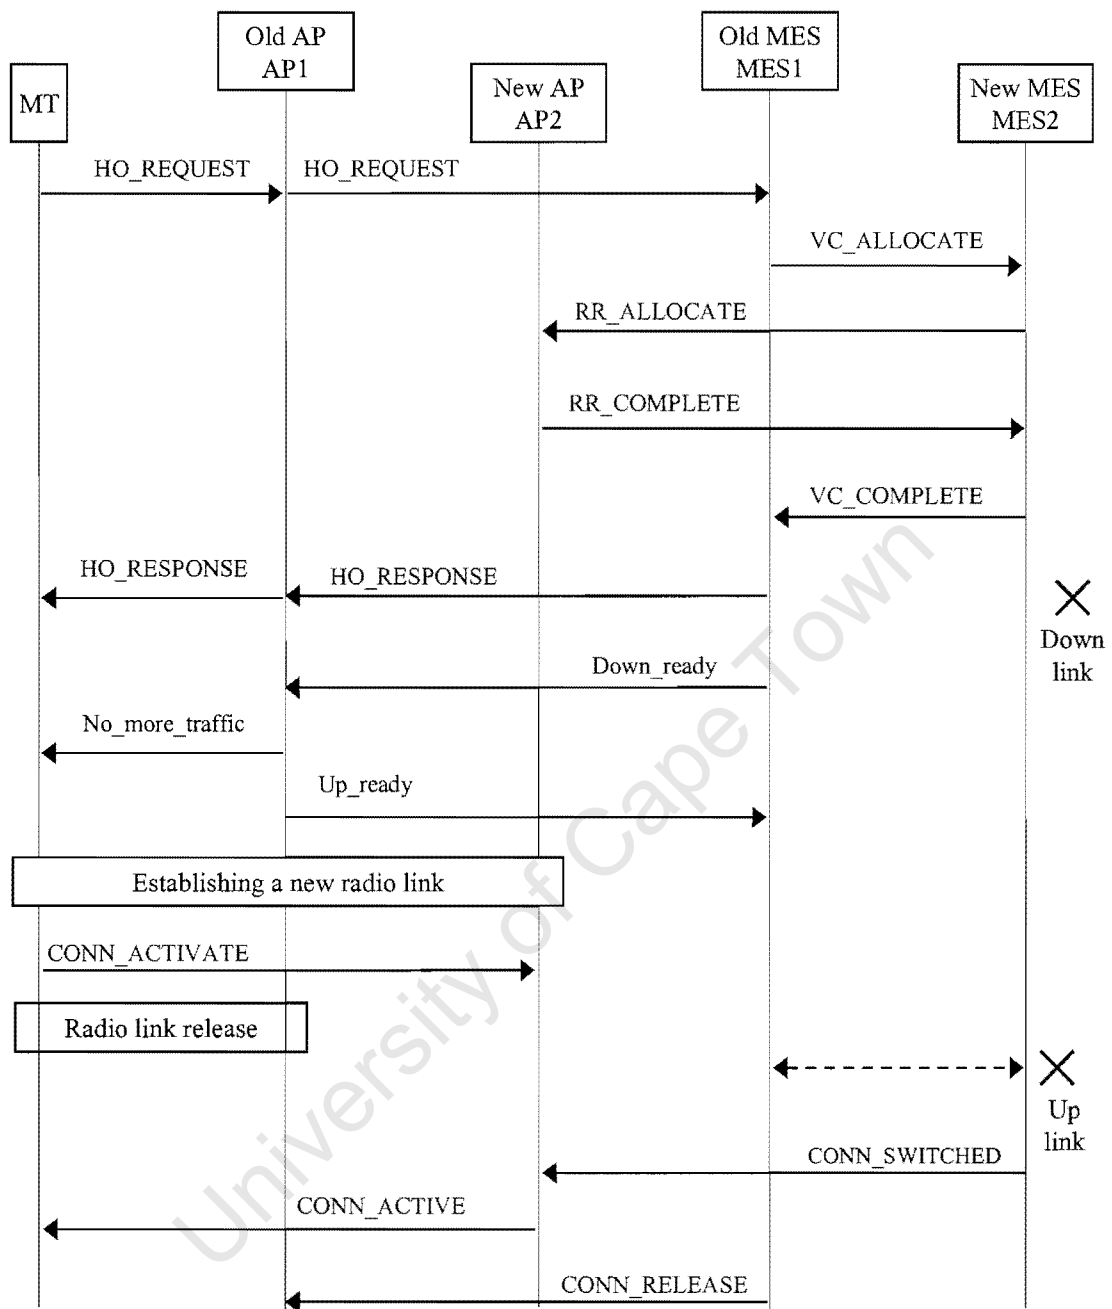 Old AP
AP1
Old MES
MES1
MT
New AP
AP2
New MES
MES2
HO_REQUEST
HO_REQUEST
VC_ALLOCATE
RR_ALLOCATE
RR_COMPLETE
VC_COMPLETE
HO_RESPONSE
HO_RESPONSE
Down
link
Down_ready
No_more_traffic
Up_ready
Establishing a new radio link
CONN_ACTIVATE
Radio link release
Up
link
CONN_SWITCHED
CONN_ACTIVE
CONN_RELEASE
University of Cape Town